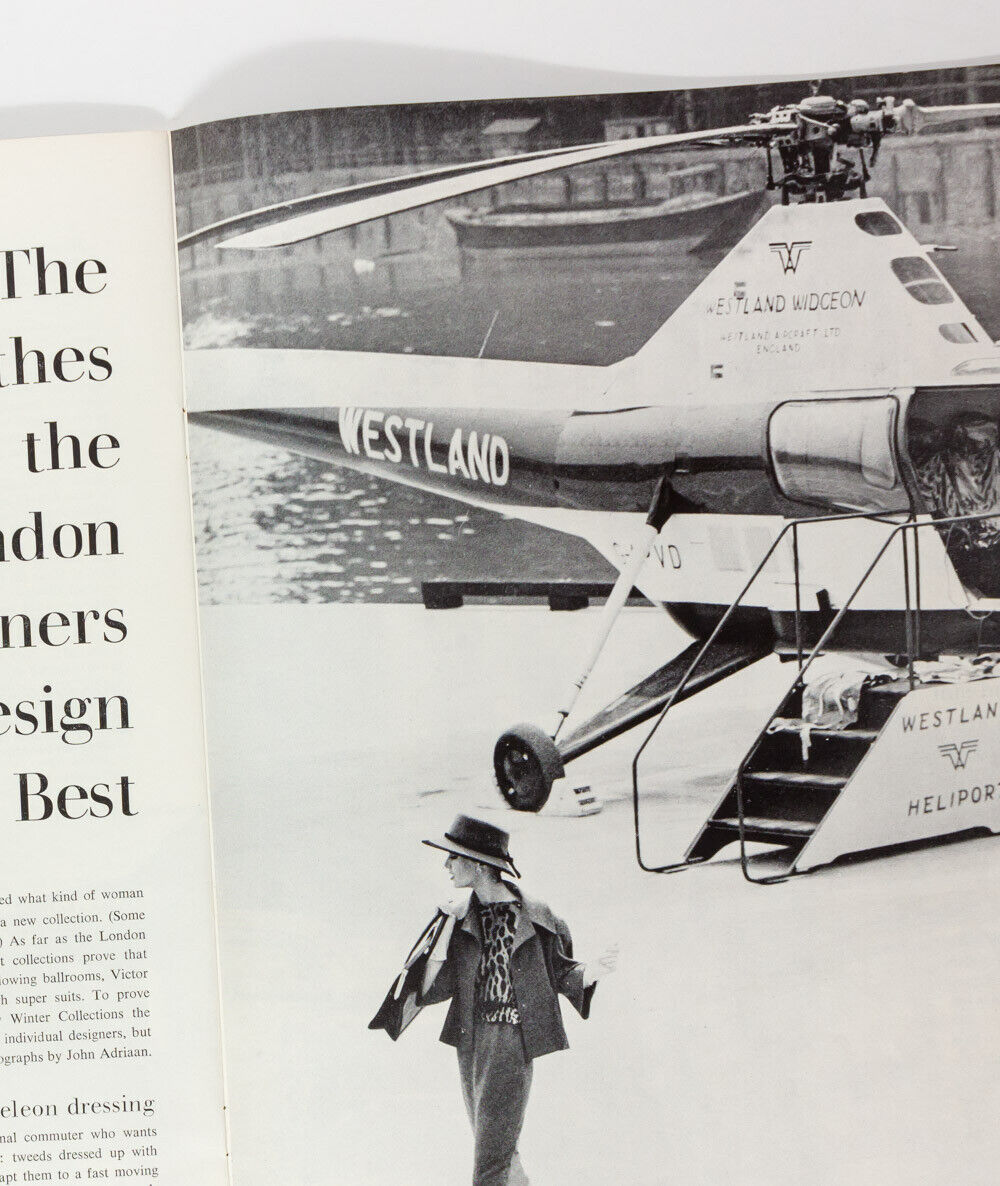 The
thes
the
ndon
ners
esign
Best
ed what kind of woman
a new collection. (Some
) As far as the London
t collections prove that
lowing ballrooms, Victor
h super suits. To prove
Winter Collections the
individual designers, but
ographs by John Adriaan.
eleon dressing
nal commuter who wants
: tweeds dressed up with
apt them to a fast moving
WESTLAND WIDGEON
WESTLAND AIRCRAFT LTD
ENGLAND
WESTLAND
VD
WESTLAN
HELIPORT